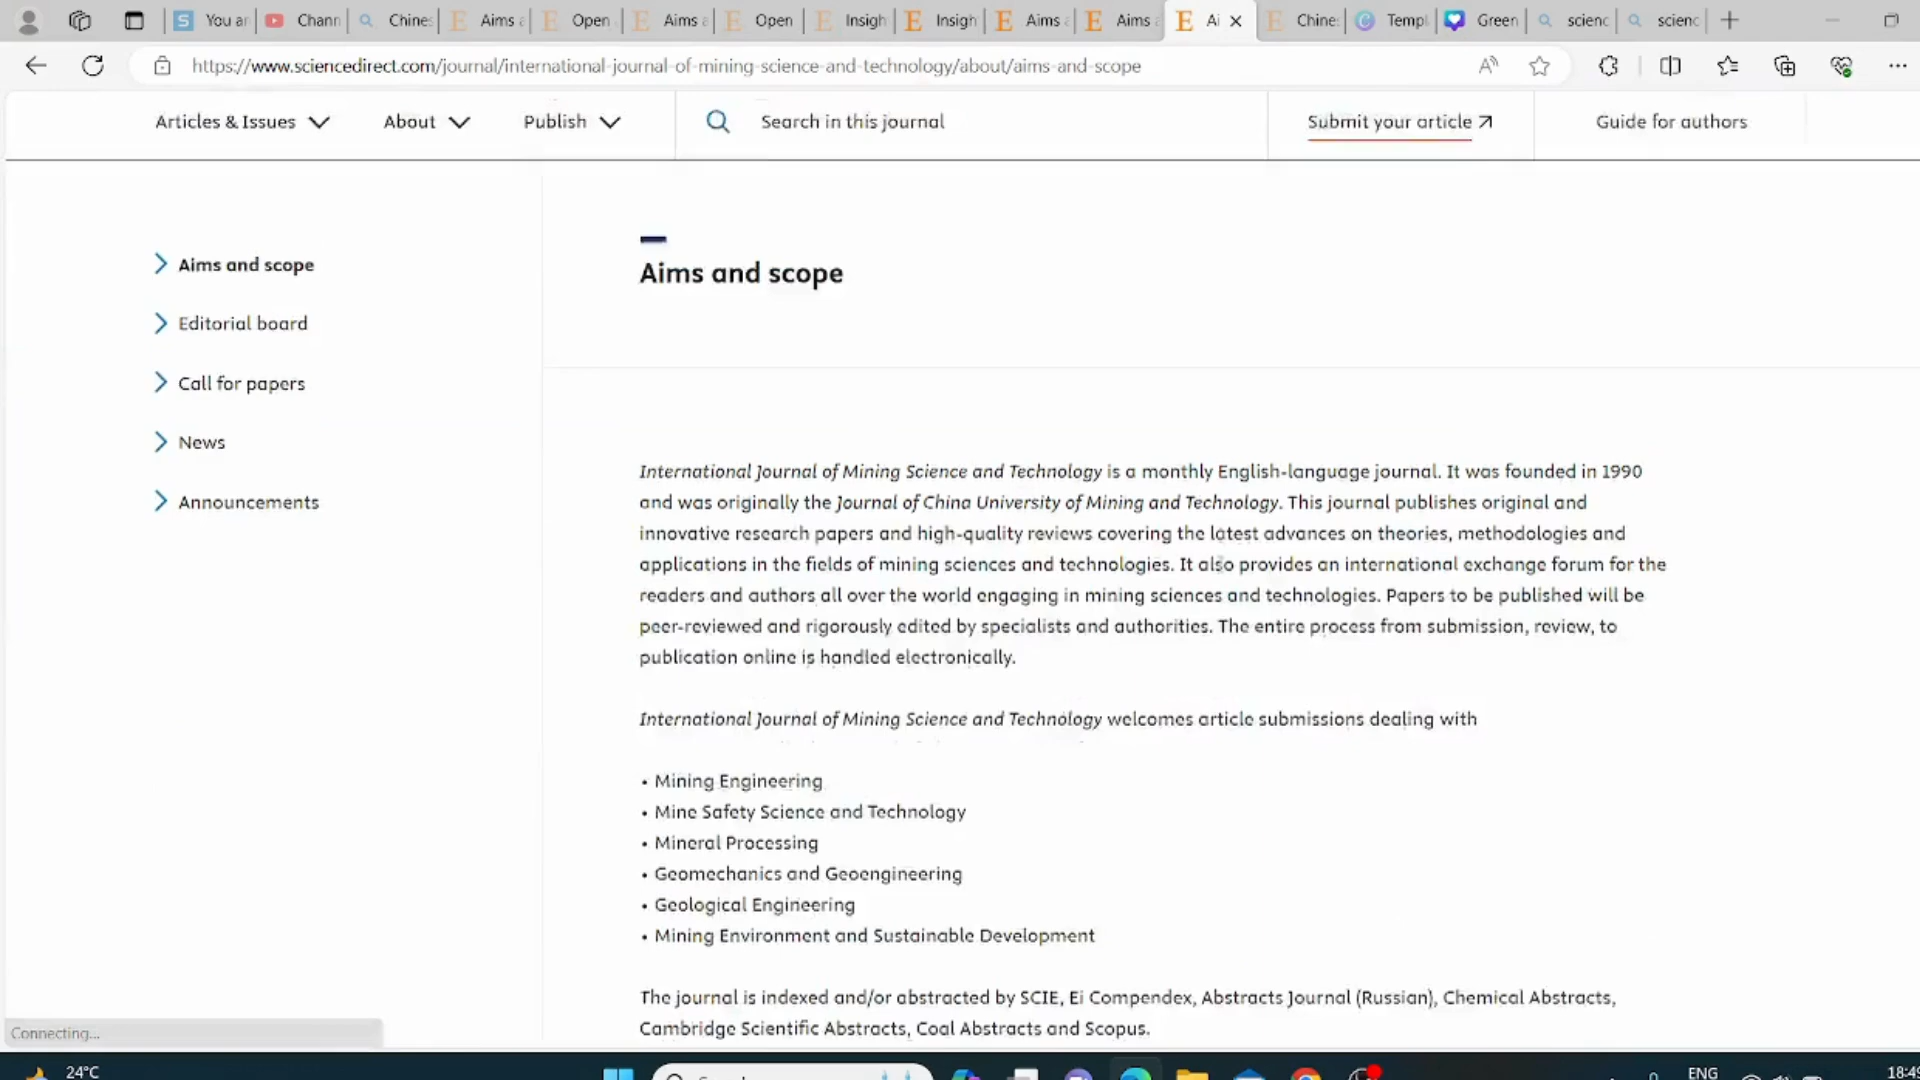 You ar
Chann
Chines
Aims a
Open
Aims a
Open
Insigh
Insigh
Aims a
Aims a
Ai
Chines
Templ
Green
scienc
scienc
https://www.sciencedirect.com/journal/international-journal-of-mining-science-and-technology/about/aims-and-scope
Articles & Issues
About
Publish
Search in this journal
Submit your article
Guide for authors
Aims and scope
Editorial board
Call for papers
News
Announcements
Aims and scope
International Journal of Mining Science and Technology is a monthly English-language journal. It was founded in 1990
and was originally the Journal of China University of Mining and Technology. This journal publishes original and
innovative research papers and high-quality reviews covering the latest advances on theories, methodologies and
applications in the fields of mining sciences and technologies. It also provides an international exchange forum for the
readers and authors all over the world engaging in mining sciences and technologies. Papers to be published will be
peer-reviewed and rigorously edited by specialists and authorities. The entire process from submission, review, to
publication online is handled electronically.
International Journal of Mining Science and Technology welcomes article submissions dealing with
• Mining Engineering
• Mine Safety Science and Technology
• Mineral Processing
• Geomechanics and Geoengineering
• Geological Engineering
• Mining Environment and Sustainable Development
The journal is indexed and/or abstracted by SCIE, Ei Compendex, Abstracts Journal (Russian), Chemical Abstracts,
Cambridge Scientific Abstracts, Coal Abstracts and Scopus.
Connecting...
24°C
ENG
18:49